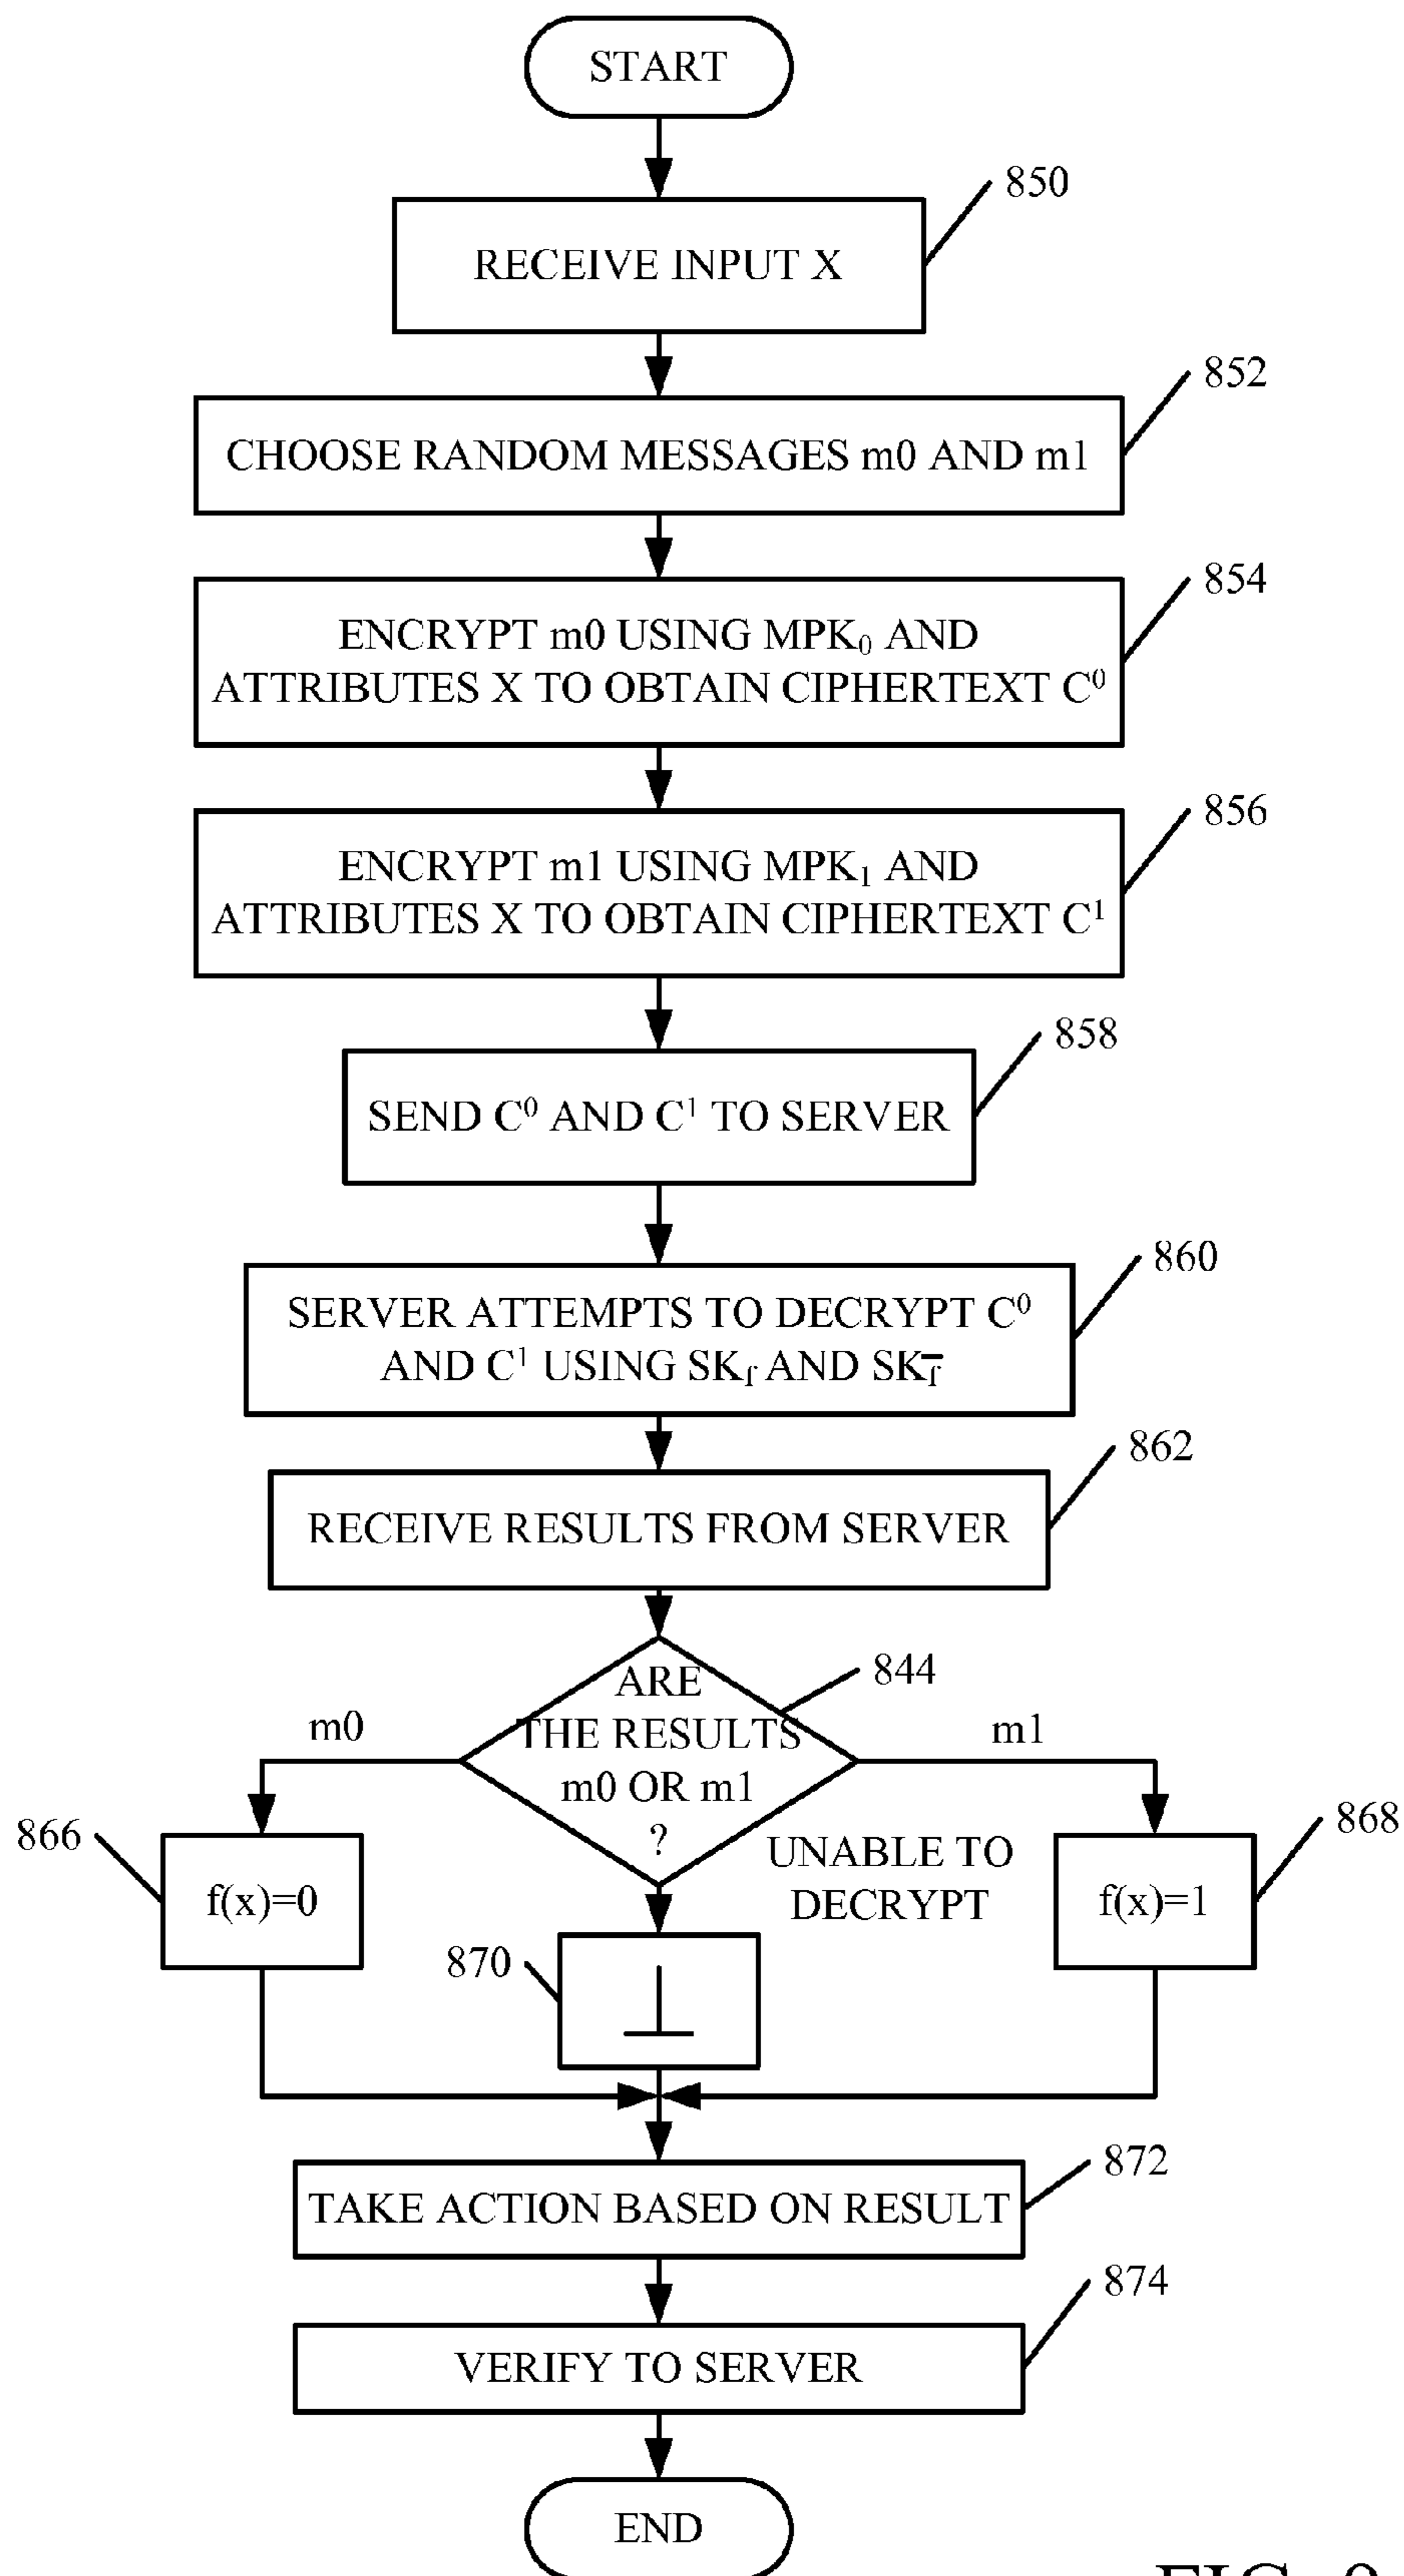 START
850
RECEIVE INPUT X
852
CHOOSE RANDOM MESSAGES m0 AND m1
854
ENCRYPT m0 USING MPK₀ AND
ATTRIBUTES X TO OBTAIN CIPHERTEXT C⁰
856
ENCRYPT m1 USING MPK₁ AND
ATTRIBUTES X TO OBTAIN CIPHERTEXT C¹
858
SEND C⁰ AND C¹ TO SERVER
860
SERVER ATTEMPTS TO DECRYPT C⁰
AND C¹ USING SK_f AND SK_f̅
862
RECEIVE RESULTS FROM SERVER
844
ARE
THE RESULTS
m0 OR m1
?
m0
m1
UNABLE TO
DECRYPT
866
f(x)=0
868
f(x)=1
870
⊥
872
TAKE ACTION BASED ON RESULT
874
VERIFY TO SERVER
END